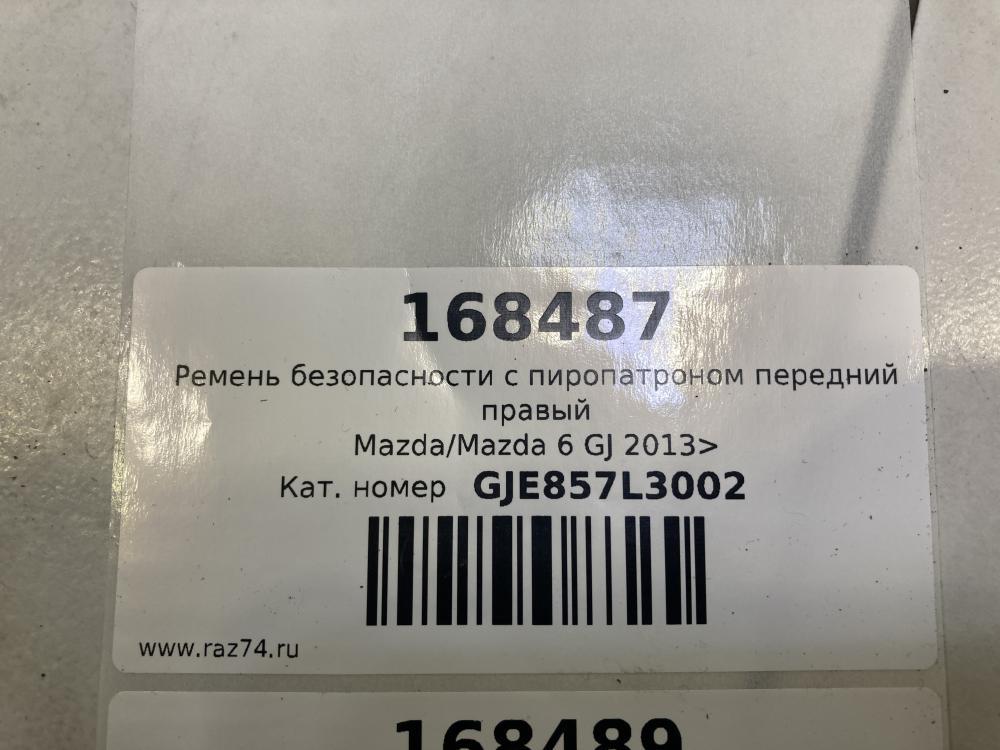 168487
Ремень безопасности с пиропатроном передний
правый
Mazda/Mazda 6 GJ 2013>
Кат. номер GJE857L3002
www.raz74.ru
168489